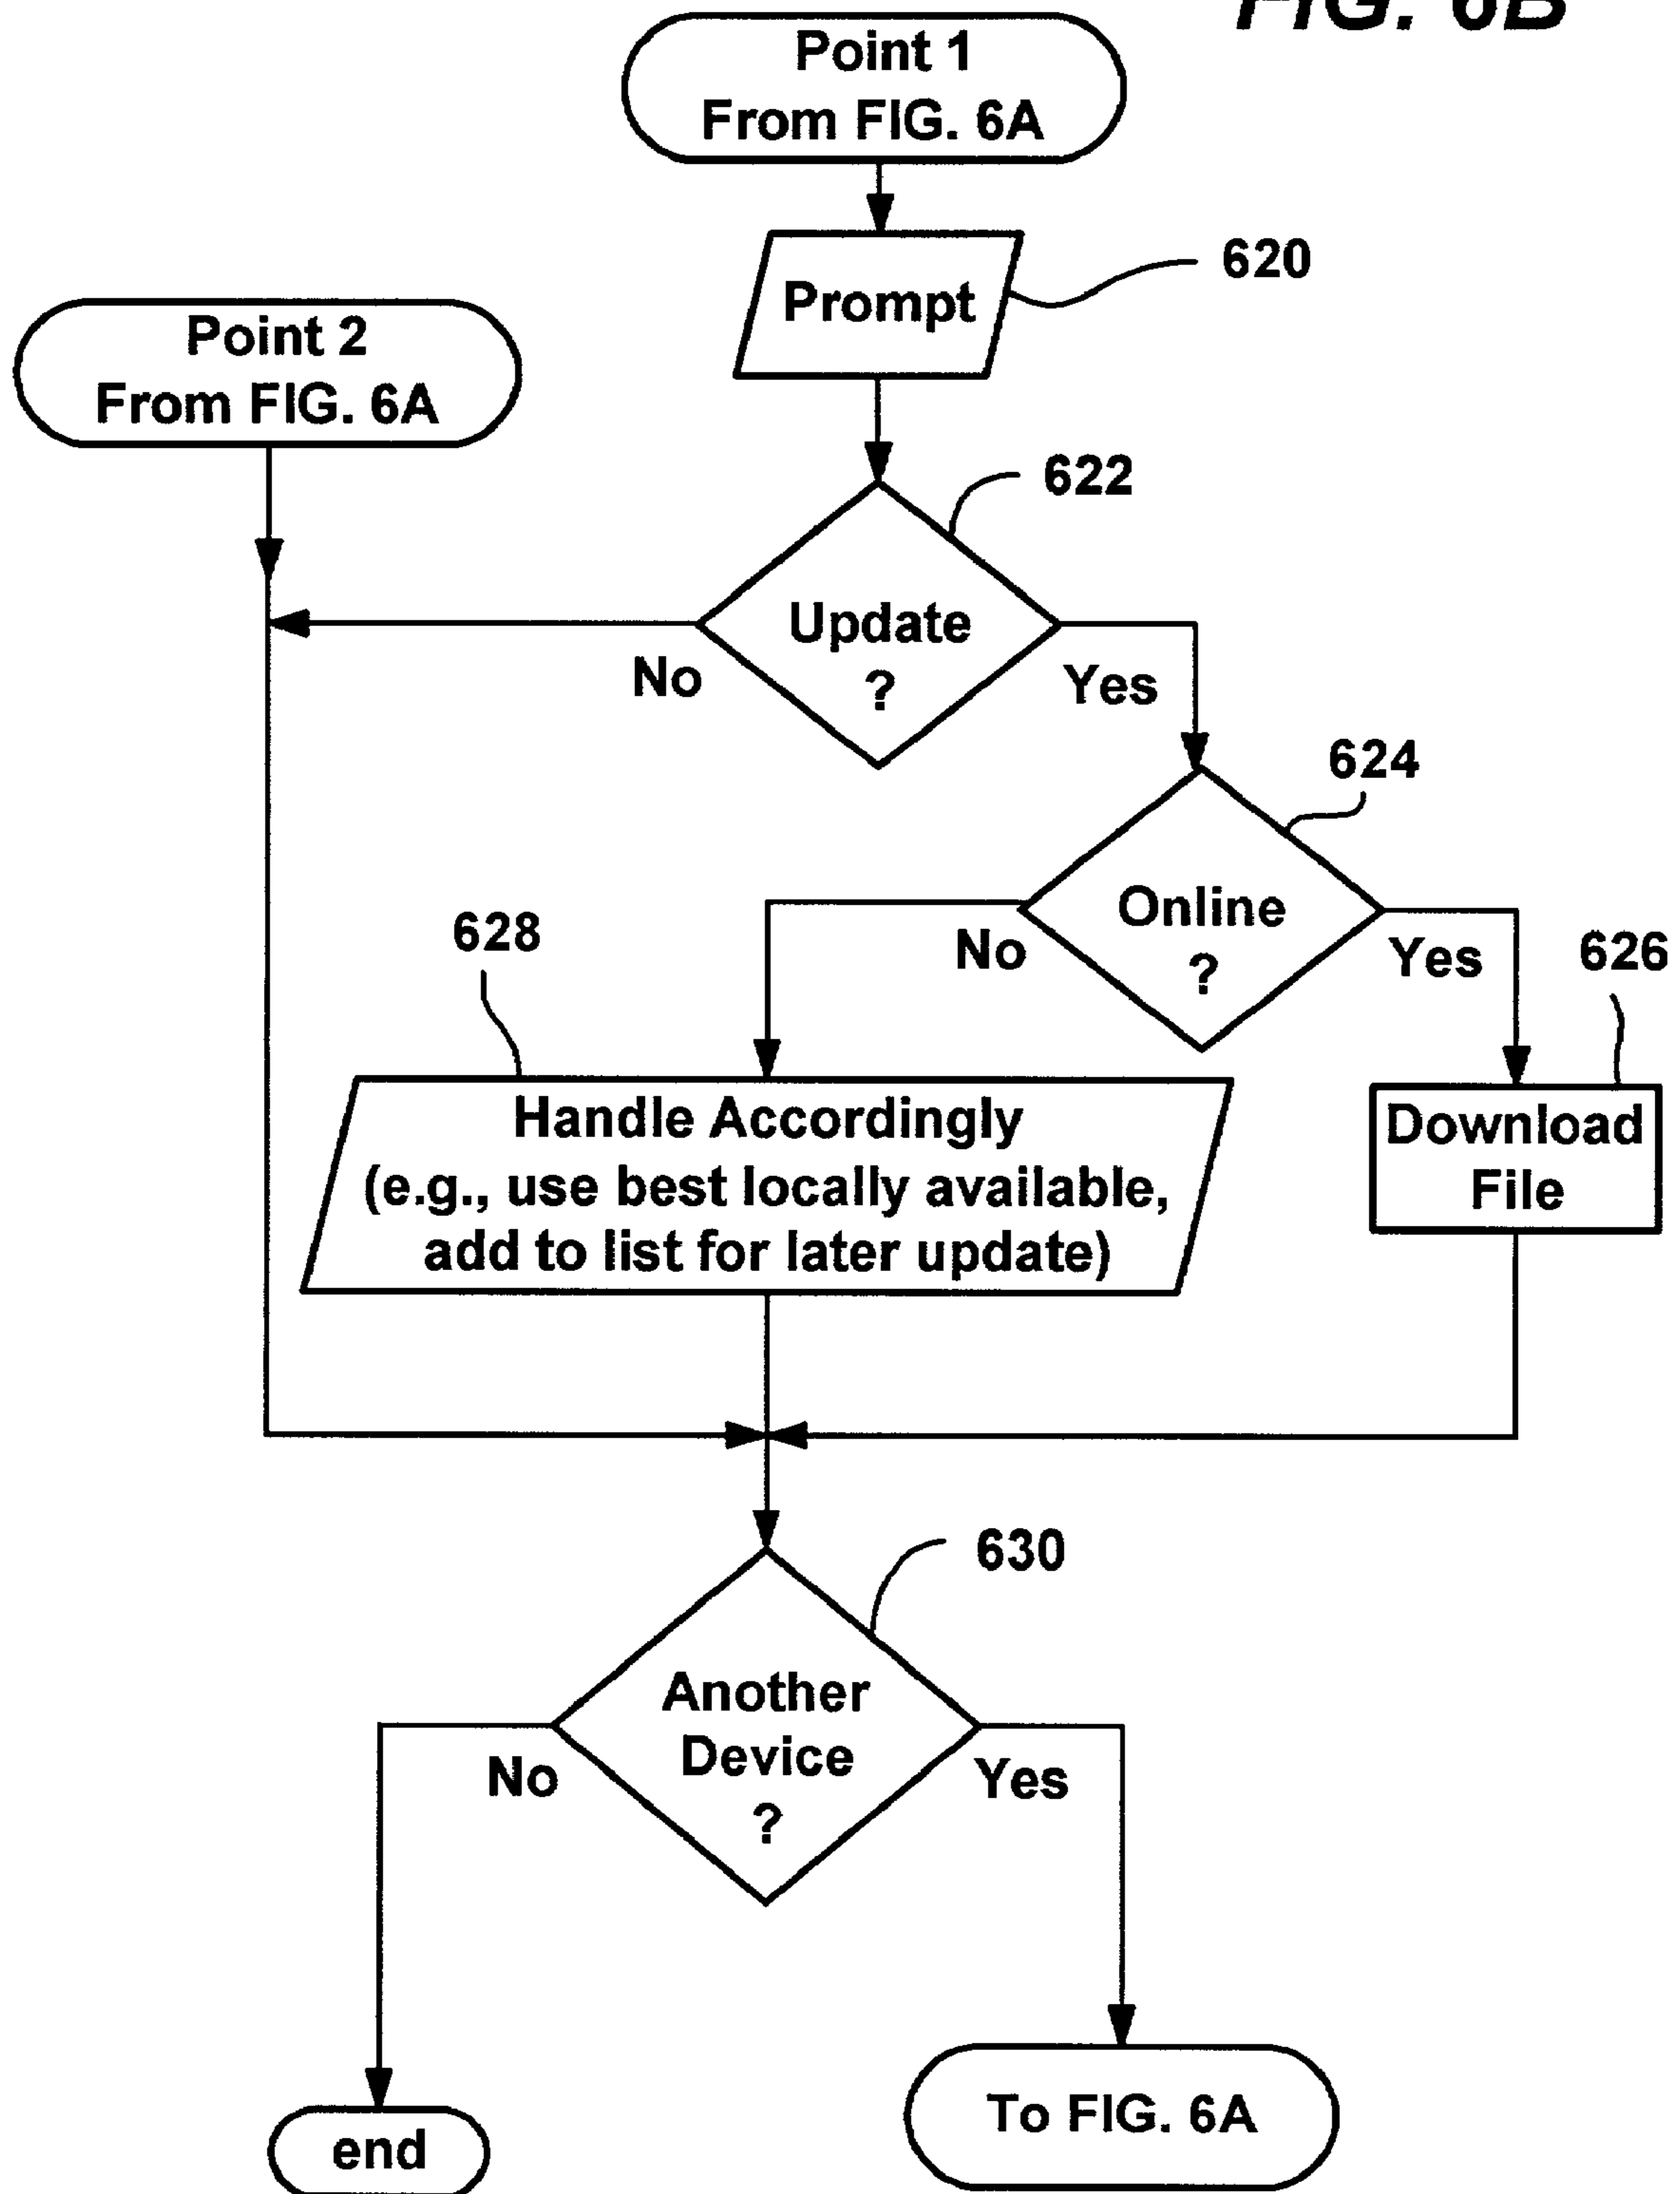 FIG. 6B
Point 1
From FIG. 6A
Prompt
620
Point 2
From FIG. 6A
622
Update
?
No
Yes
624
Online
?
No
Yes
628
626
Handle Accordingly
(e.g., use best locally available,
add to list for later update)
Download
File
630
Another
Device
?
No
Yes
To FIG. 6A
end